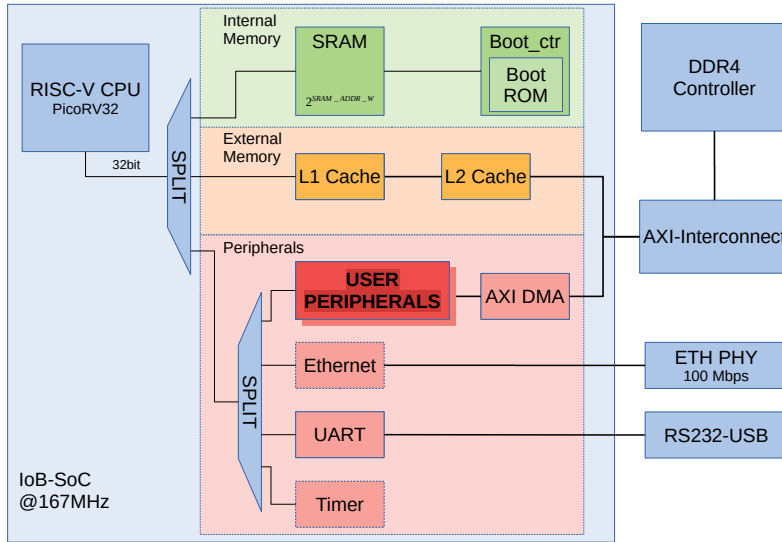 Internal
Memory
SRAM
2^SRAM_ADDR_W
Boot_ctr
Boot
ROM
RISC-V CPU
PicoRV32
32bit
SPLIT
DDR4
Controller
External
Memory
L1 Cache
L2 Cache
AXI-Interconnect
Peripherals
USER
PERIPHERALS
AXI DMA
SPLIT
Ethernet
ETH PHY
100 Mbps
UART
RS232-USB
Timer
IoB-SoC
@167MHz